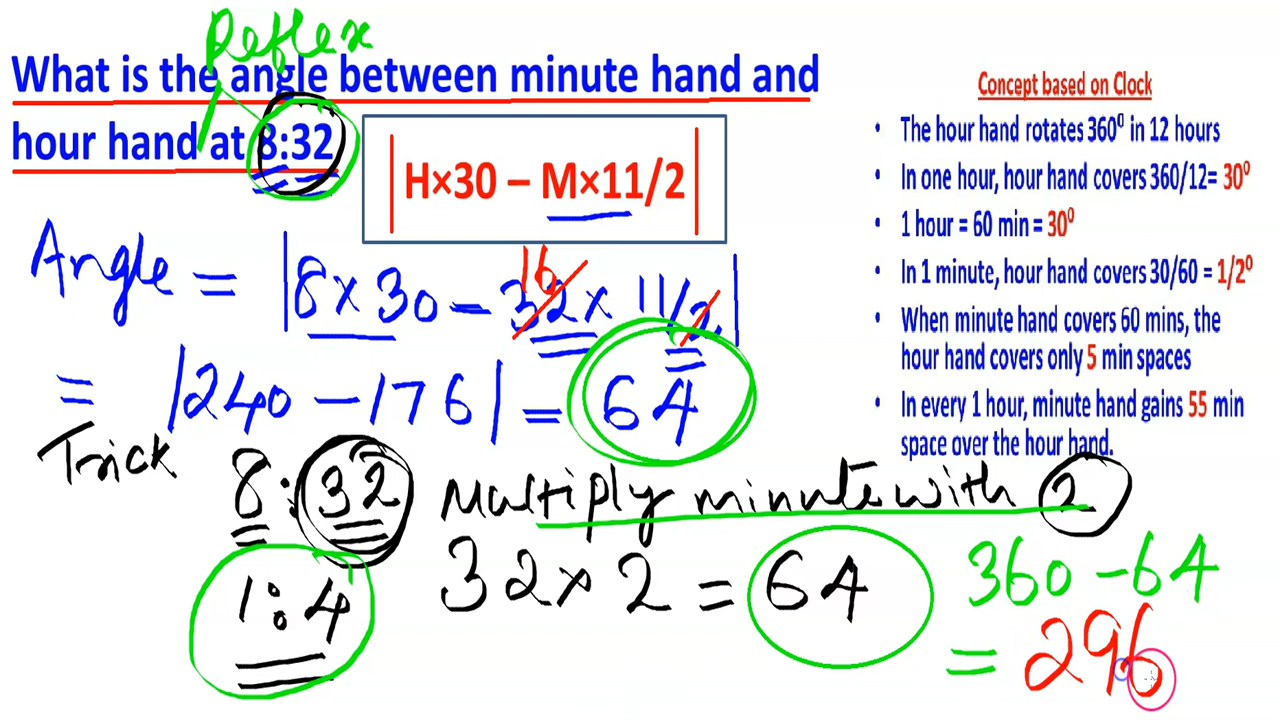 Reflex
What is the angle between minute hand and
hour hand at 8:32
|H×30 – M×11/2|
Angle = |8×30 – 32× 11/2|
16
= |240 – 176| = 64
Trick 8:32 Multiply minute with 2
1:4 32×2 = 64
360 – 64
= 296
Concept based on Clock
• The hour hand rotates 360⁰ in 12 hours
• In one hour, hour hand covers 360/12= 30⁰
• 1 hour = 60 min = 30⁰
• In 1 minute, hour hand covers 30/60 = 1/2⁰
• When minute hand covers 60 mins, the
hour hand covers only 5 min spaces
• In every 1 hour, minute hand gains 55 min
space over the hour hand.